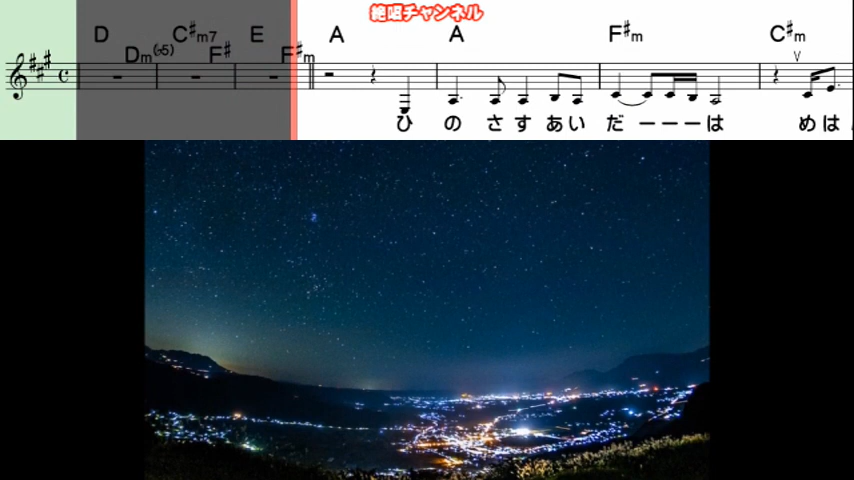 絶唱チャンネル
D C♯m7 E A A F♯m C♯m
Dm(♭5) F♯ F♯m
ひ の さ す あ い だ ー ー ー は め は